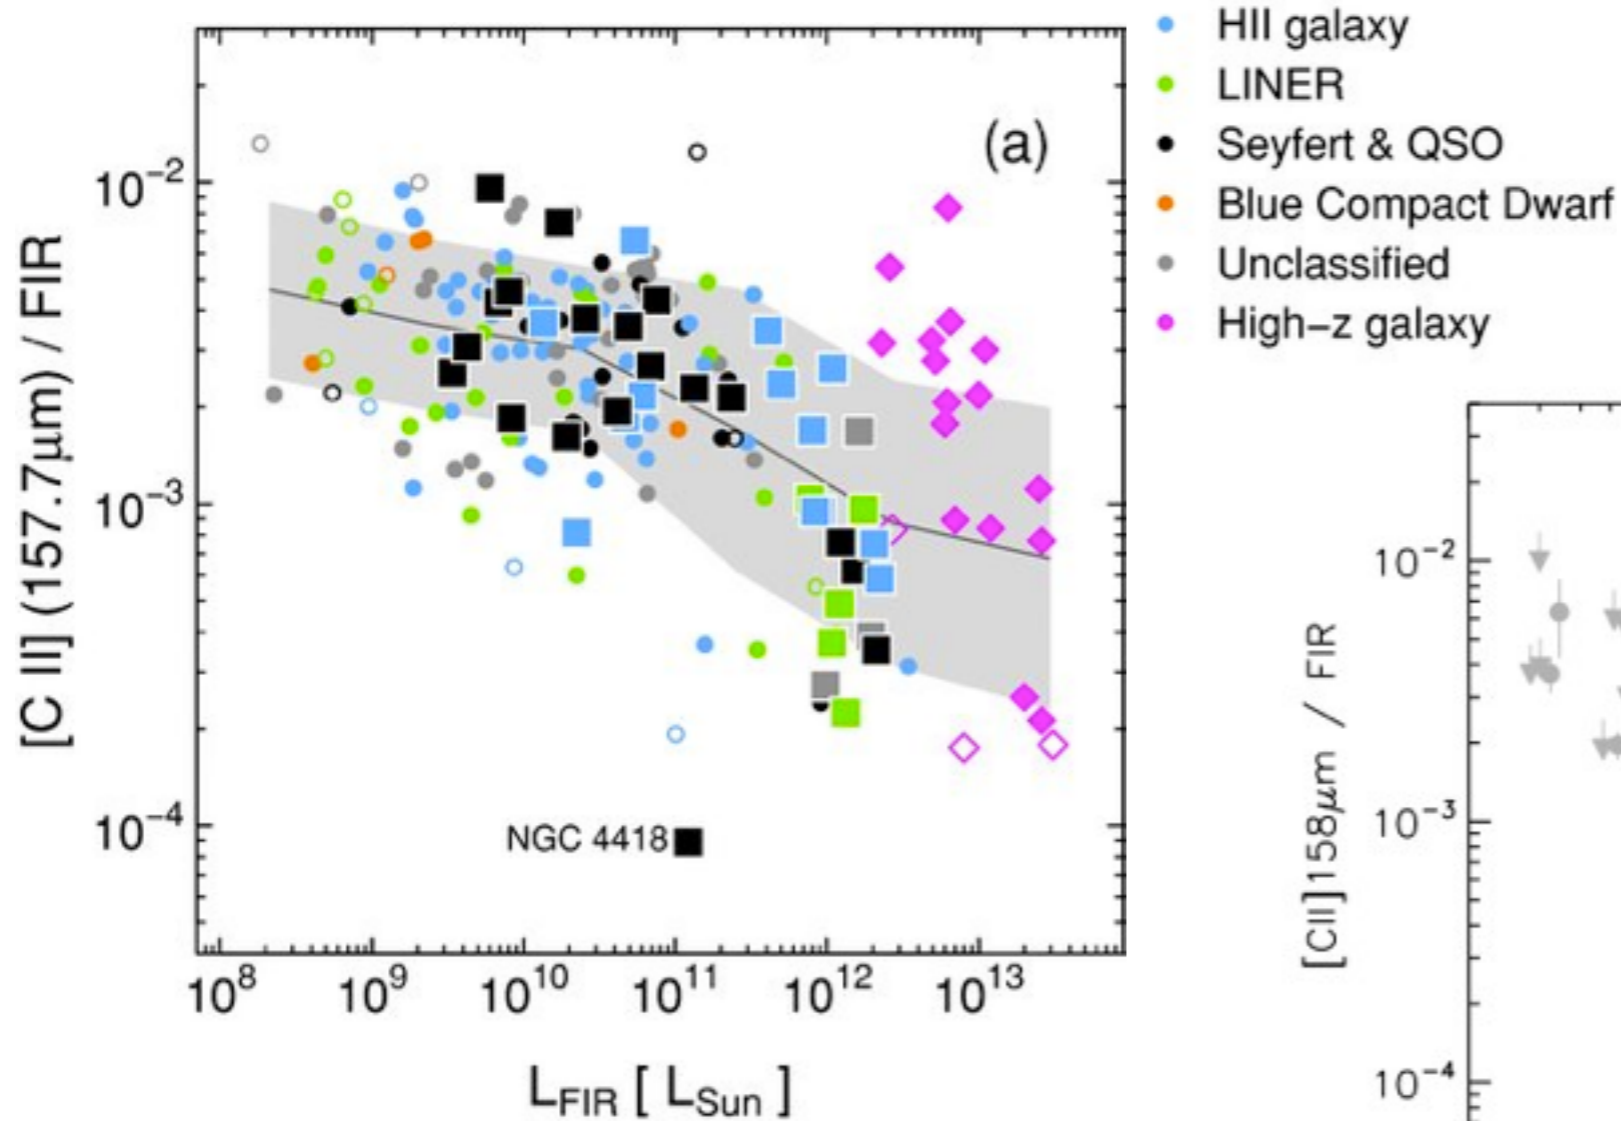 HII galaxy
LINER
Seyfert & QSO
Blue Compact Dwarf
Unclassified
High-z galaxy
(a)
[C II] (157.7μm) / FIR
10⁻²
10⁻³
10⁻⁴
NGC 4418
10⁸ 10⁹ 10¹⁰ 10¹¹ 10¹² 10¹³
L_FIR [ L_Sun ]
[CII]158μm / FIR
10⁻²
10⁻³
10⁻⁴